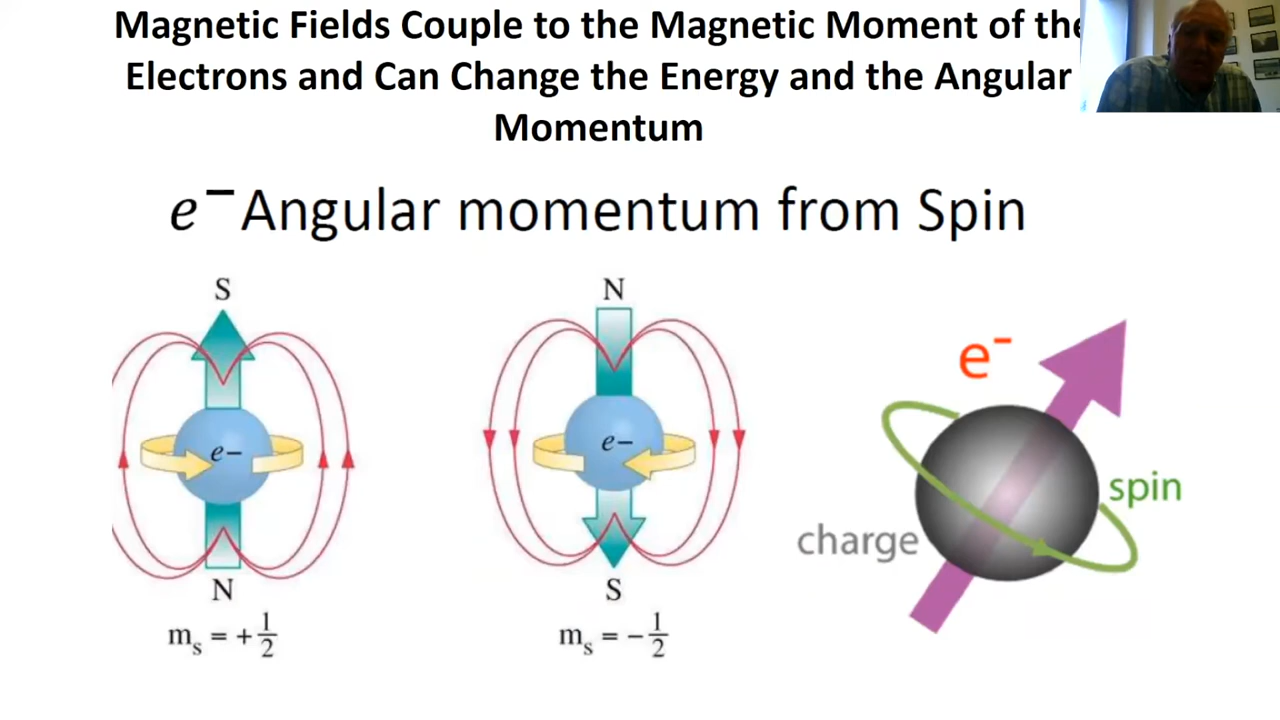 Magnetic Fields Couple to the Magnetic Moment of the
Electrons and Can Change the Energy and the Angular
Momentum
e⁻ Angular momentum from Spin
S
e−
N
mₛ = +1/2
N
e−
S
mₛ = −1/2
e⁻
spin
charge